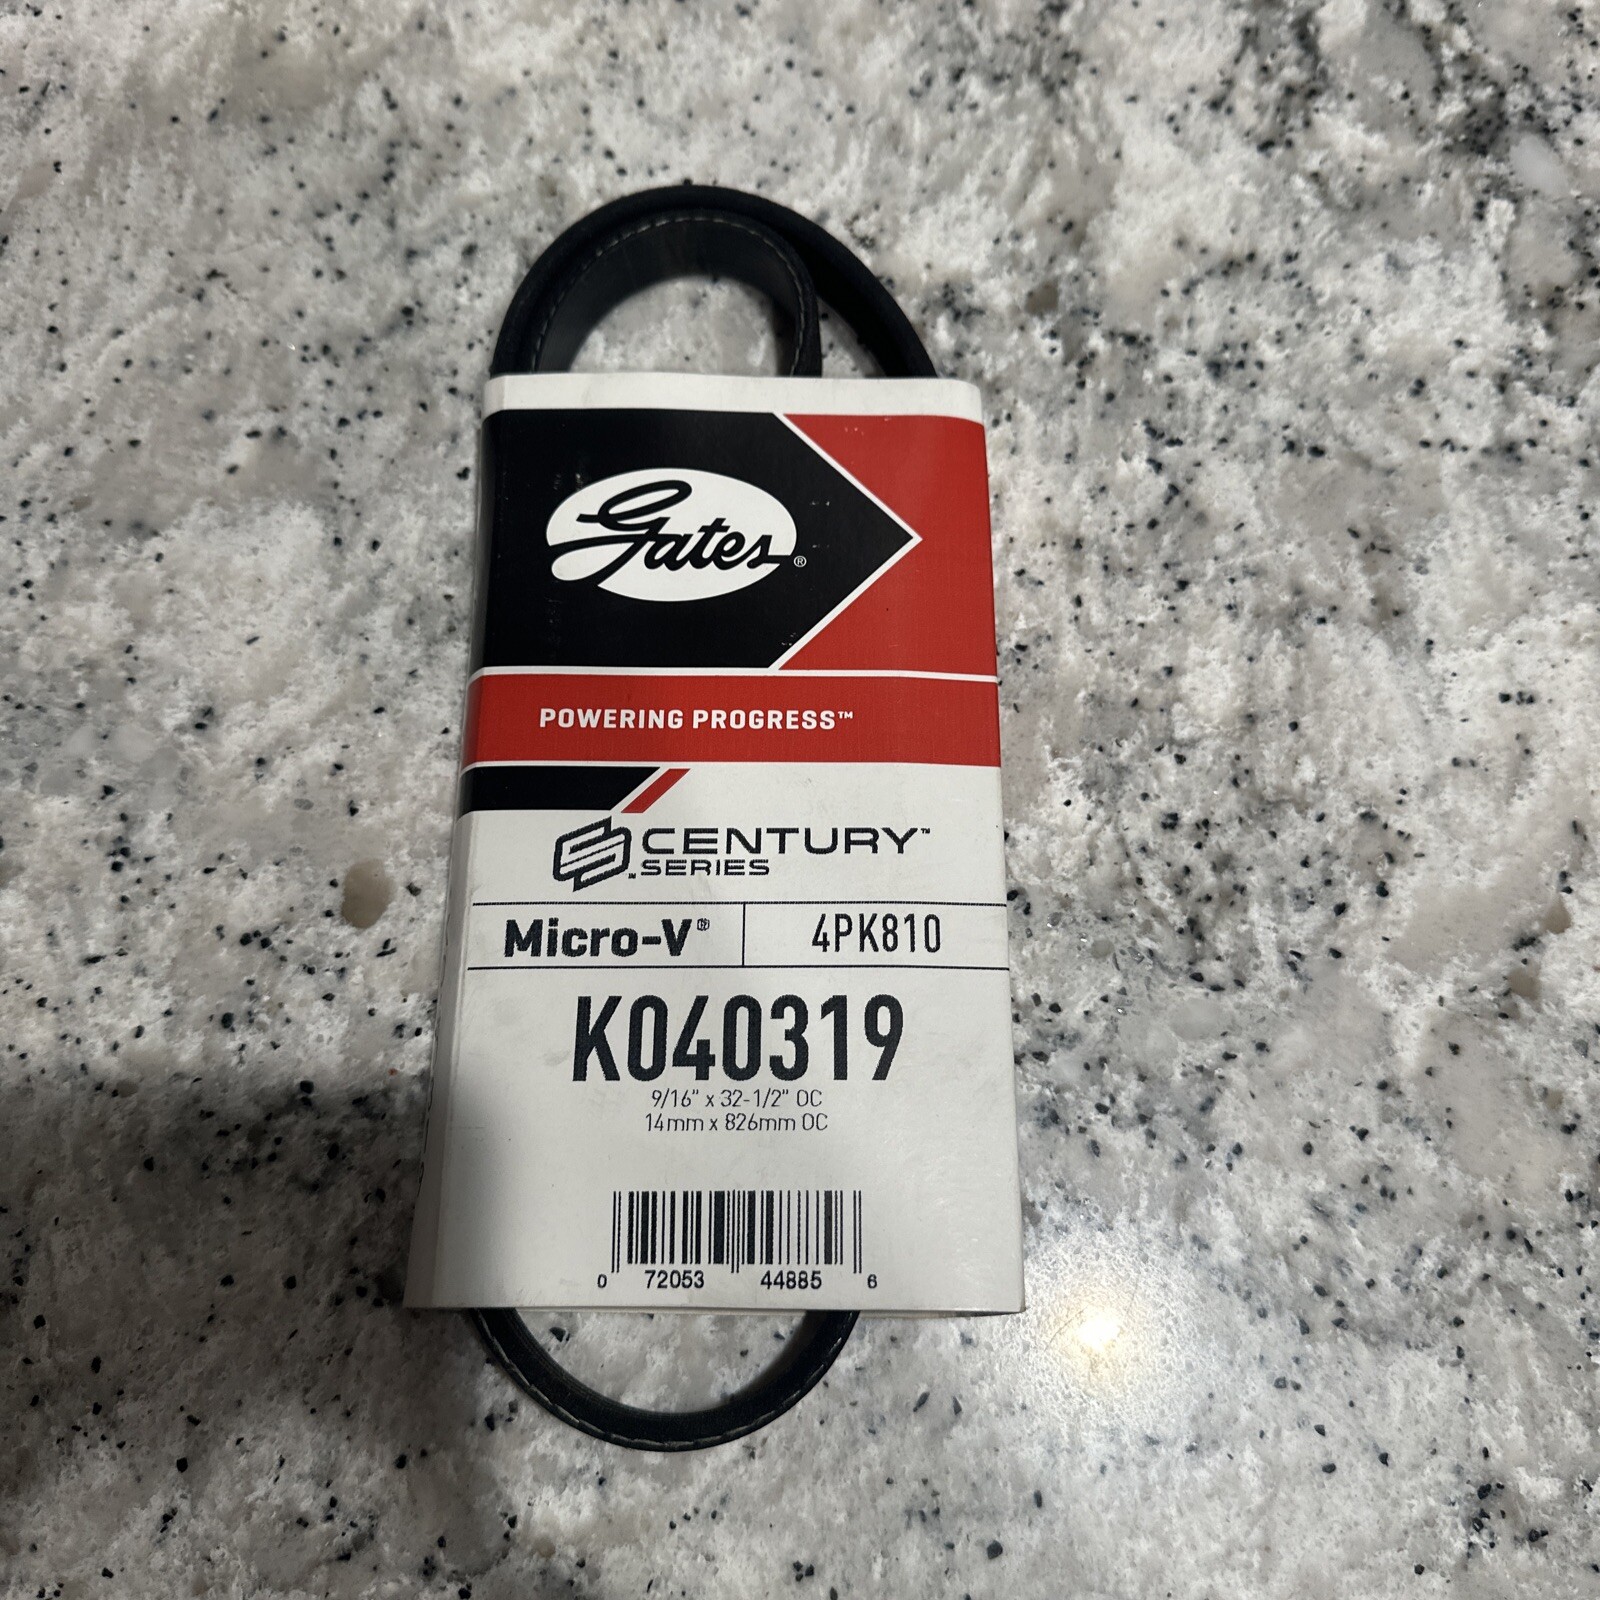 Gates®
POWERING PROGRESS™
CENTURY™
SERIES
Micro-V® 4PK810
K040319
9/16" x 32-1/2" OC
14mm x 826mm OC
0 72053 44885 6